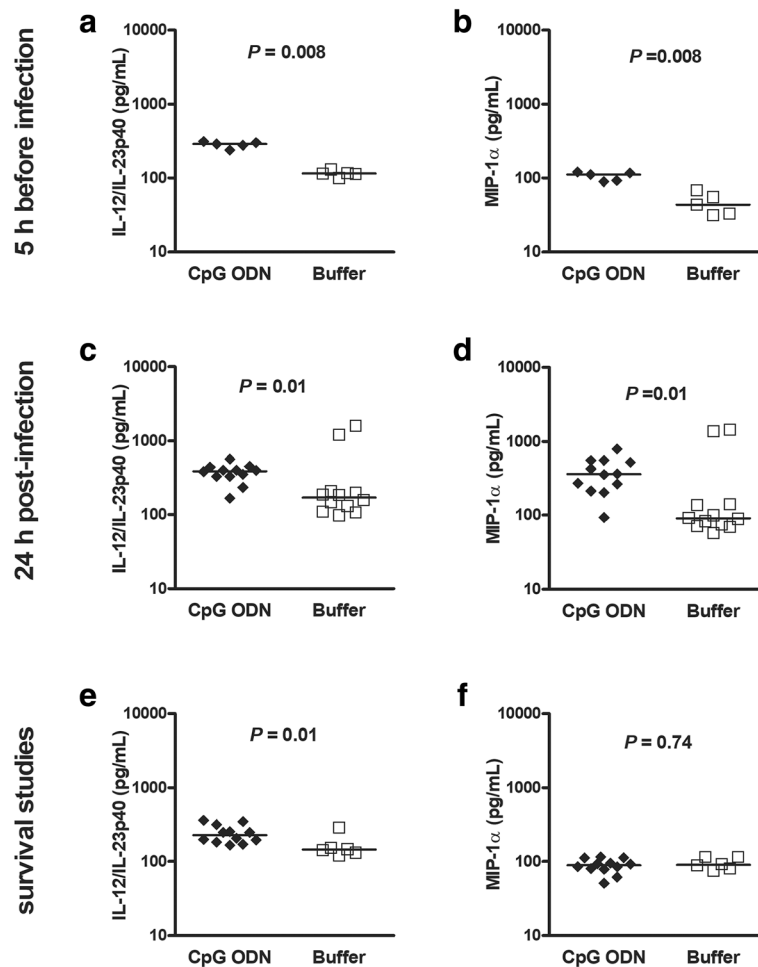 5 h before infection
a
IL-12/IL-23p40 (pg/mL)
10000
1000
100
10
P = 0.008
CpG ODN Buffer
b
MIP-1α (pg/mL)
10000
1000
100
10
P =0.008
CpG ODN Buffer
24 h post-infection
c
IL-12/IL-23p40 (pg/mL)
10000
1000
100
10
P = 0.01
CpG ODN Buffer
d
MIP-1α (pg/mL)
10000
1000
100
10
P =0.01
CpG ODN Buffer
survival studies
e
IL-12/IL-23p40 (pg/mL)
10000
1000
100
10
P = 0.01
CpG ODN Buffer
f
MIP-1α (pg/mL)
10000
1000
100
10
P = 0.74
CpG ODN Buffer